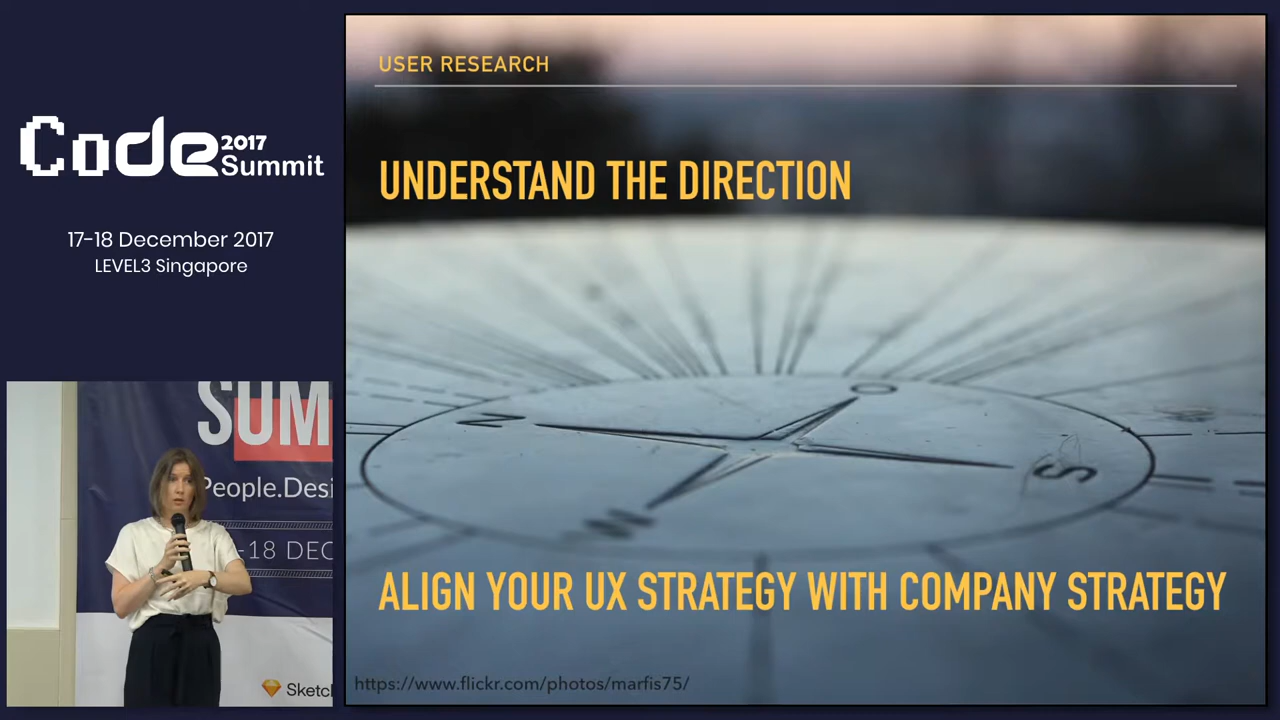 Code 2017 Summit
17-18 December 2017
LEVEL3 Singapore
SUM
People.Desi
-18 DEC
Sketch
USER RESEARCH
UNDERSTAND THE DIRECTION
N
O
S
W
ALIGN YOUR UX STRATEGY WITH COMPANY STRATEGY
https://www.flickr.com/photos/marfis75/